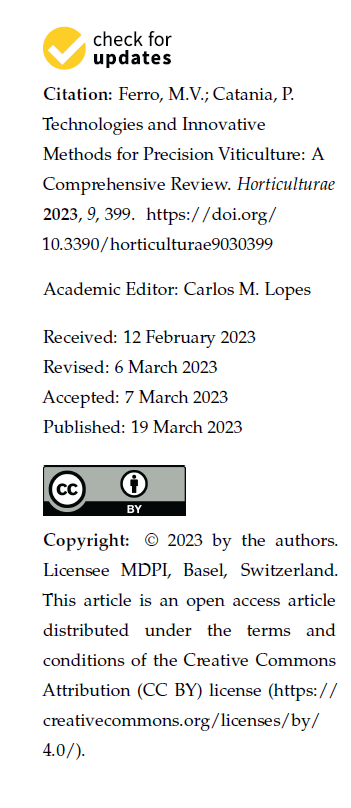 check for
updates
Citation: Ferro, M.V.; Catania, P.
Technologies and Innovative
Methods for Precision Viticulture: A
Comprehensive Review. Horticulturae
2023, 9, 399. https://doi.org/
10.3390/horticulturae9030399
Academic Editor: Carlos M. Lopes
Received: 12 February 2023
Revised: 6 March 2023
Accepted: 7 March 2023
Published: 19 March 2023
CC
BY
Copyright: © 2023 by the authors.
Licensee MDPI, Basel, Switzerland.
This article is an open access article
distributed under the terms and
conditions of the Creative Commons
Attribution (CC BY) license (https://
creativecommons.org/licenses/by/
4.0/).